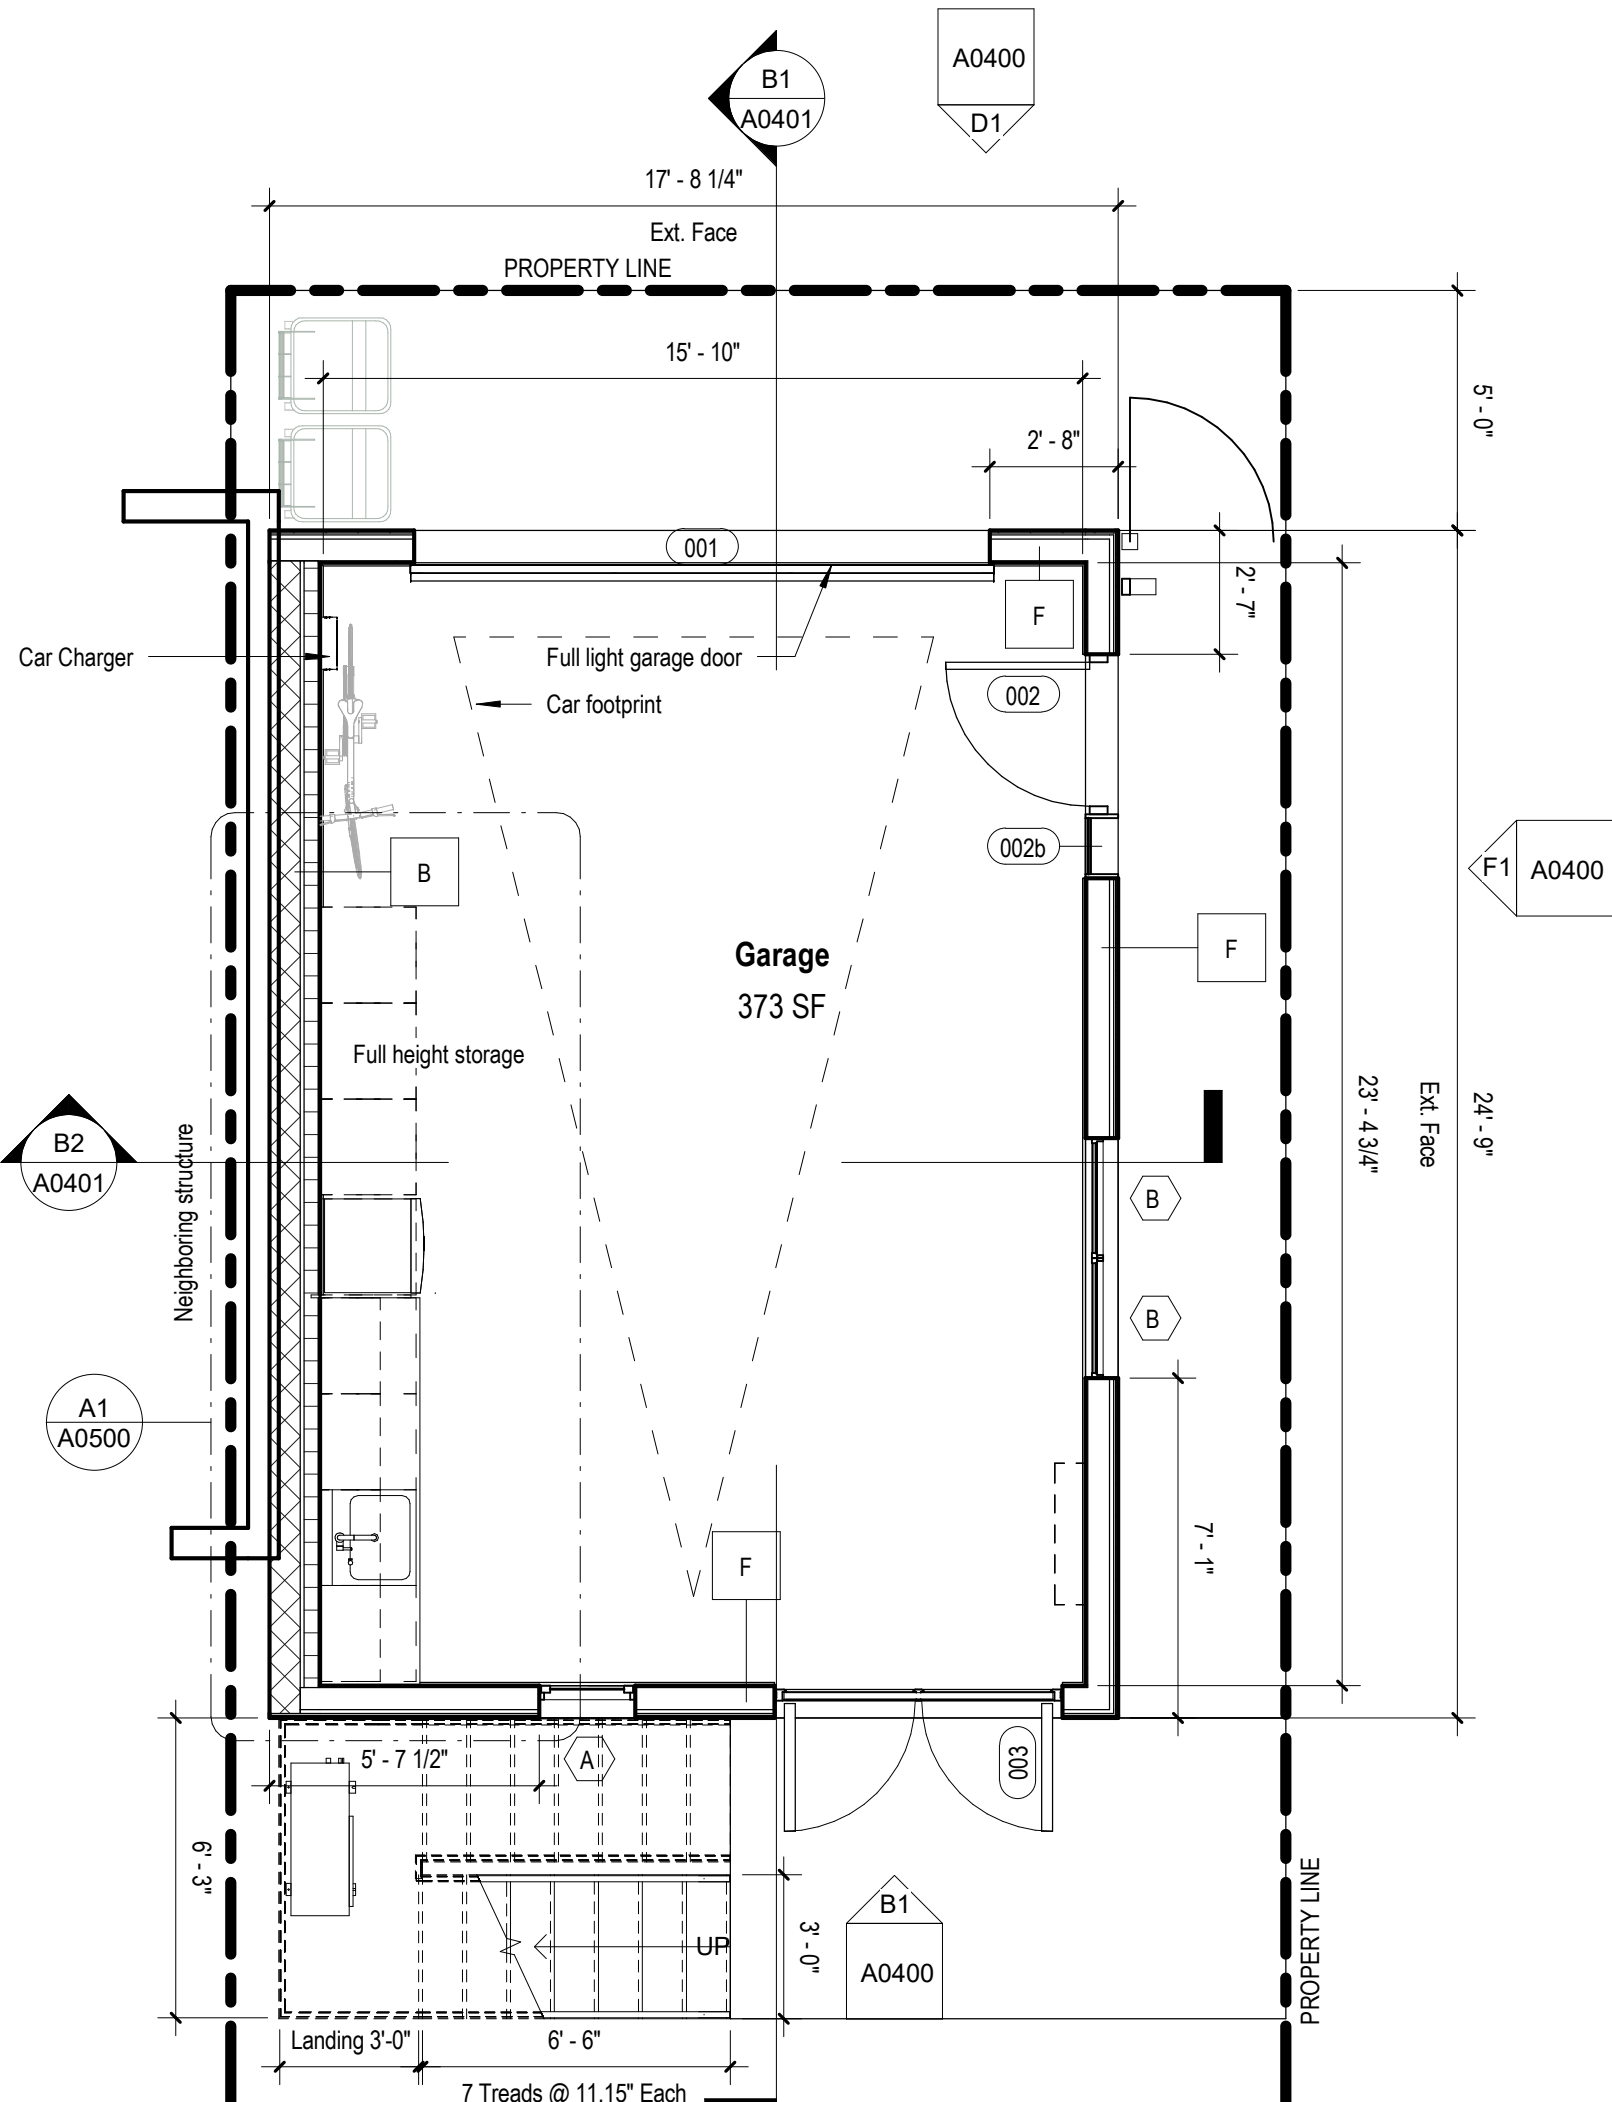 B1
A0401
A0400
D1
17' - 8 1/4"
Ext. Face
PROPERTY LINE
15' - 10"
5' - 0"
2' - 8"
001
2' - 7"
F
Car Charger
Full light garage door
002
Car footprint
002b
B
F1
A0400
Garage
373 SF
F
Full height storage
23' - 4 3/4"
Ext. Face
24' - 9"
B2
A0401
Neighboring structure
B
B
A1
A0500
7' - 1"
F
5' - 7 1/2"
A
003
6' - 3"
3' - 0"
UP
B1
A0400
PROPERTY LINE
Landing 3'-0"
6' - 6"
7 Treads @ 11.15" Each